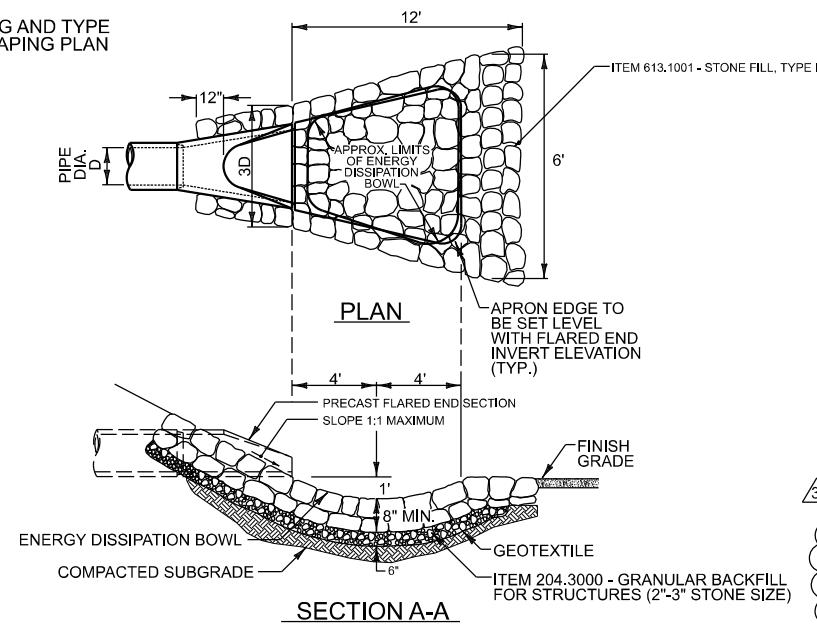 G AND TYPE
APING PLAN
12'
ITEM 613.1001 - STONE FILL, TYPE
12"
PIPE
DIA.
D
3D
APPROX. LIMITS
OF ENERGY
DISSIPATION
BOWL
6'
PLAN
APRON EDGE TO
BE SET LEVEL
WITH FLARED END
INVERT ELEVATION
(TYP.)
4'
4'
PRECAST FLARED END SECTION
SLOPE 1:1 MAXIMUM
FINISH
GRADE
1'
8" MIN.
3
ENERGY DISSIPATION BOWL
GEOTEXTILE
COMPACTED SUBGRADE
6"
ITEM 204.3000 - GRANULAR BACKFILL
FOR STRUCTURES (2"-3" STONE SIZE)
SECTION A-A